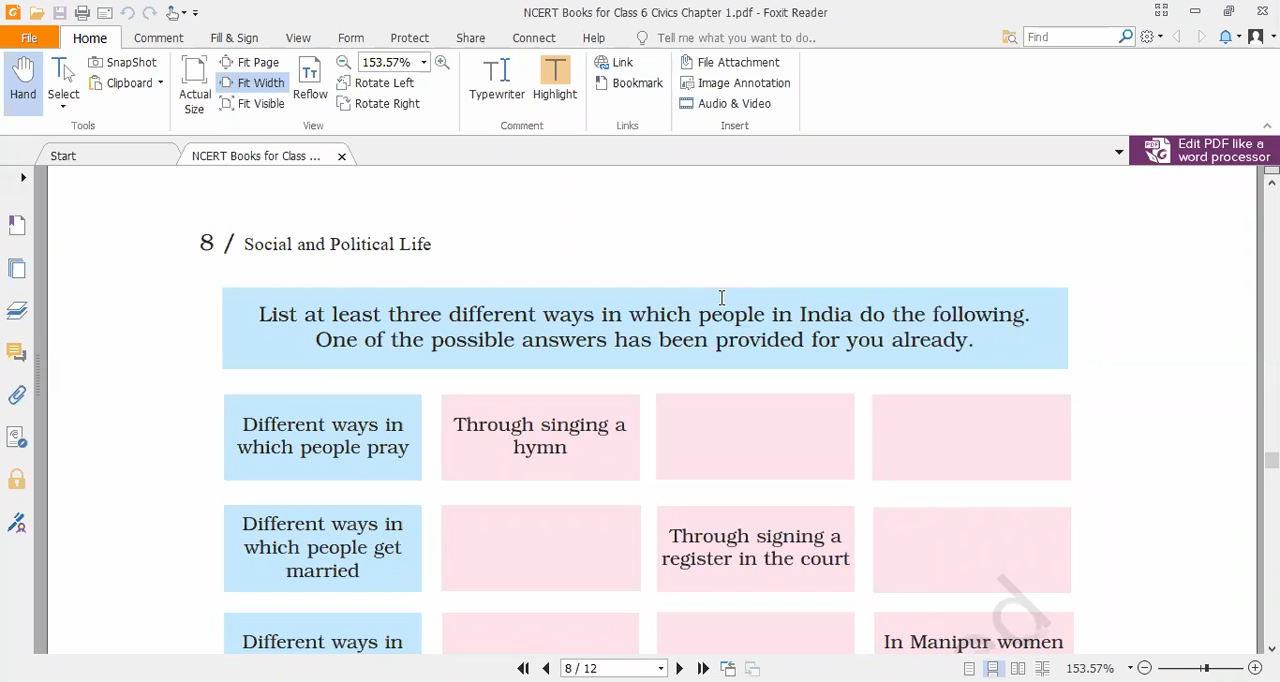 NCERT Books for Class 6 Civics Chapter 1.pdf - Foxit Reader
File Home Comment Fill & Sign View Form Protect Share Connect Help Tell me what you want to do.. Find
Hand
Select
SnapShot
Clipboard
Tools
Actual Size
Fit Page
Fit Width
Fit Visible
Reflow
153.57%
Rotate Left
Rotate Right
View
Typewriter
Highlight
Comment
Link
Bookmark
Links
File Attachment
Image Annotation
Audio & Video
Insert
Start
NCERT Books for Class ...
Edit PDF like a
word processor
8 / Social and Political Life
List at least three different ways in which people in India do the following.
One of the possible answers has been provided for you already.
Different ways in
which people pray
Through singing a
hymn
Different ways in
which people get
married
Through signing a
register in the court
Different ways in
In Manipur women
8 / 12
153.57%